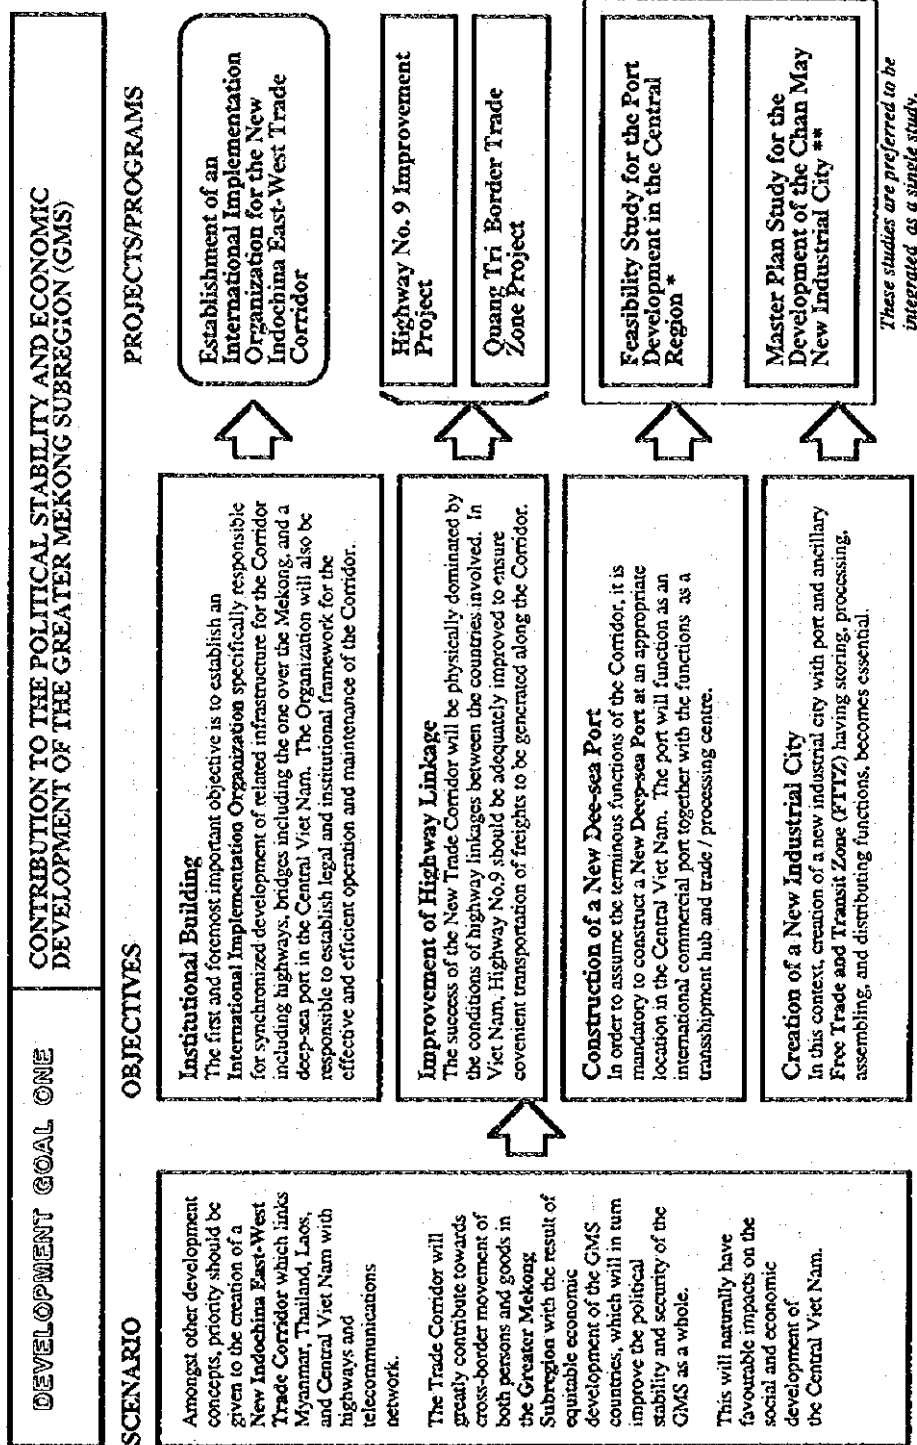 DEVELOPMENT GOAL ONE
CONTRIBUTION TO THE POLITICAL STABILITY AND ECONOMIC
DEVELOPMENT OF THE GREATER MEKONG SUBREGION (GMS)
SCENARIO
Amongst other development
concepts, priority should be
given to the creation of a
New Indochina East-West
Trade Corridor which links
Myanmar, Thailand, Laos,
and Central Viet Nam with
highways and
telecommunications
network.
The Trade Corridor will
greatly contribute towards
cross-border movement of
both persons and goods in
the Greator Mekong
Subregion with the result of
equitable economic
development of the GMS
countries, which will in turn
improve the political
stability and security of the
GMS as a whole.
This will naturally have
favourable impacts on the
social and economic
development of
the Central Viet Nam.
OBJECTIVES
Institutional Building
The first and foremost important objective is to establish an
International Implementation Organization specifically responsible
for synchronized development of related infrastructure for the Corridor
including highways, bridges including the one over the Mekong, and a
deep-sea port in the Central Viet Nam. The Organization will also be
responsible to establish legal and institutional framework for the
effective and efficient operation and maintenance of the Corridor.
Improvement of Highway Linkage
The success of the New Trade Corridor will be physically dominated by
the conditions of highway linkages between the countries involved. In
Viet Nam, Highway No.9 should be adequately improved to ensure
covenient transportation of freights to be generated along the Corridor.
Construction of a New Dee-sea Port
In order to assume the terminous functions of the Corridor, it is
mandatory to construct a New Deep-sea Port at an appropriate
location in the Central Viet Nam. The port will function as an
international commercial port together with the functions as a
transshipment hub and trade / processing centre.
Creation of a New Industrial City
In this context, creation of a new industrial city with port and ancillary
Free Trade and Transit Zone (FTTZ) having storing, processing,
assembling, and distributing functions, becomes essential.
PROJECTS/PROGRAMS
Establishment of an
International Implementation
Organization for the New
Indochina East-West Trade
Corridor
Highway No. 9 Improvement
Project
Quang Tri Border Trade
Zone Project
Feasibility Study for the Port
Development in the Central
Region *
Master Plan Study for the
Development of the Chan May
New Industrial City **
These studies are preferred to be
integrated as a single study.